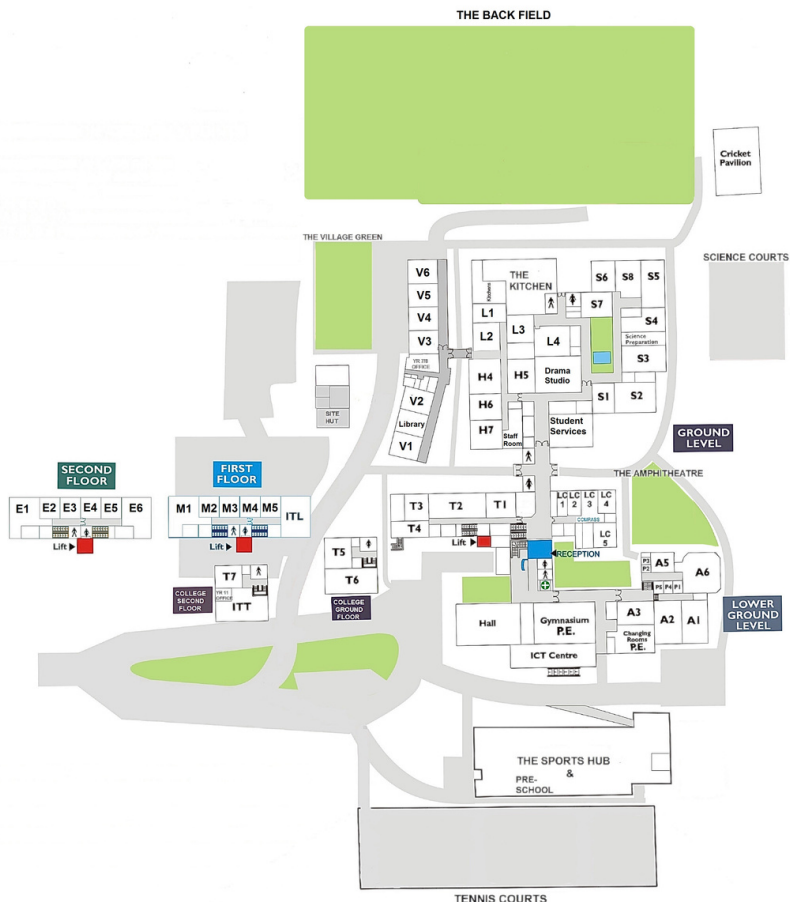 THE BACK FIELD
Cricket
Pavilion
THE VILLAGE GREEN
SCIENCE COURTS
V6
V5
V4
V3
V2
Library
V1
THE
KITCHEN
Kitchens
L1
L2
L3
L4
H4
H5
H6
H7
Drama
Studio
Staff
Room
Student
Services
S6
S8
S5
S7
S4
Science
Preparation
S3
S1
S2
SITE
HUT
GROUND
LEVEL
THE AMPHITHEATRE
SECOND
FLOOR
E1
E2
E3
E4
E5
E6
Lift
FIRST
FLOOR
M1
M2
M3
M4
M5
ITL
Lift
T3
T2
T1
T4
Lift
LC
1
LC
2
LC
3
LC
4
COMPASS
LC
5
RECEPTION
T5
T6
COLLEGE
GROUND
FLOOR
T7
YR 11
OFFICE
ITT
COLLEGE
SECOND
FLOOR
P3
P2
A5
A6
P5
P4
P1
A3
A2
A1
Changing
Rooms
P.E.
LOWER
GROUND
LEVEL
Hall
Gymnasium
P.E.
ICT Centre
THE SPORTS HUB
&
PRE-
SCHOOL
TENNIS COURTS